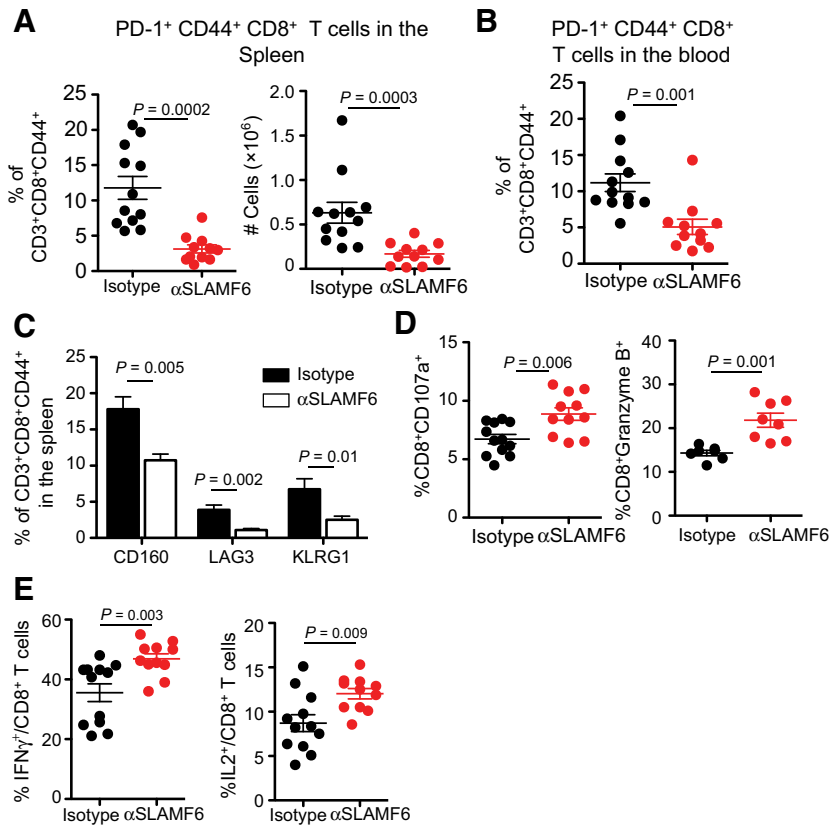 A
PD-1⁺ CD44⁺ CD8⁺ T cells in the
Spleen
% of
CD3⁺CD8⁺CD44⁺
25
20
15
10
5
0
P = 0.0002
Isotype
αSLAMF6
# Cells (×10⁶)
2.0
1.5
1.0
0.5
0
P = 0.0003
Isotype
αSLAMF6
B
PD-1⁺ CD44⁺ CD8⁺
T cells in the blood
% of
CD3⁺CD8⁺CD44⁺
25
20
15
10
5
0
P = 0.001
Isotype
αSLAMF6
C
% of CD3⁺CD8⁺CD44⁺
in the spleen
25
20
15
10
5
0
P = 0.005
P = 0.002
P = 0.01
Isotype
αSLAMF6
CD160
LAG3
KLRG1
D
%CD8⁺CD107a⁺
15
10
5
0
P = 0.006
Isotype
αSLAMF6
%CD8⁺Granzyme B⁺
40
30
20
10
0
P = 0.001
Isotype
αSLAMF6
E
% IFNγ⁺/CD8⁺ T cells
60
40
20
0
P = 0.003
Isotype
αSLAMF6
%IL2⁺/CD8⁺ T cells
20
15
10
5
0
P = 0.009
Isotype
αSLAMF6